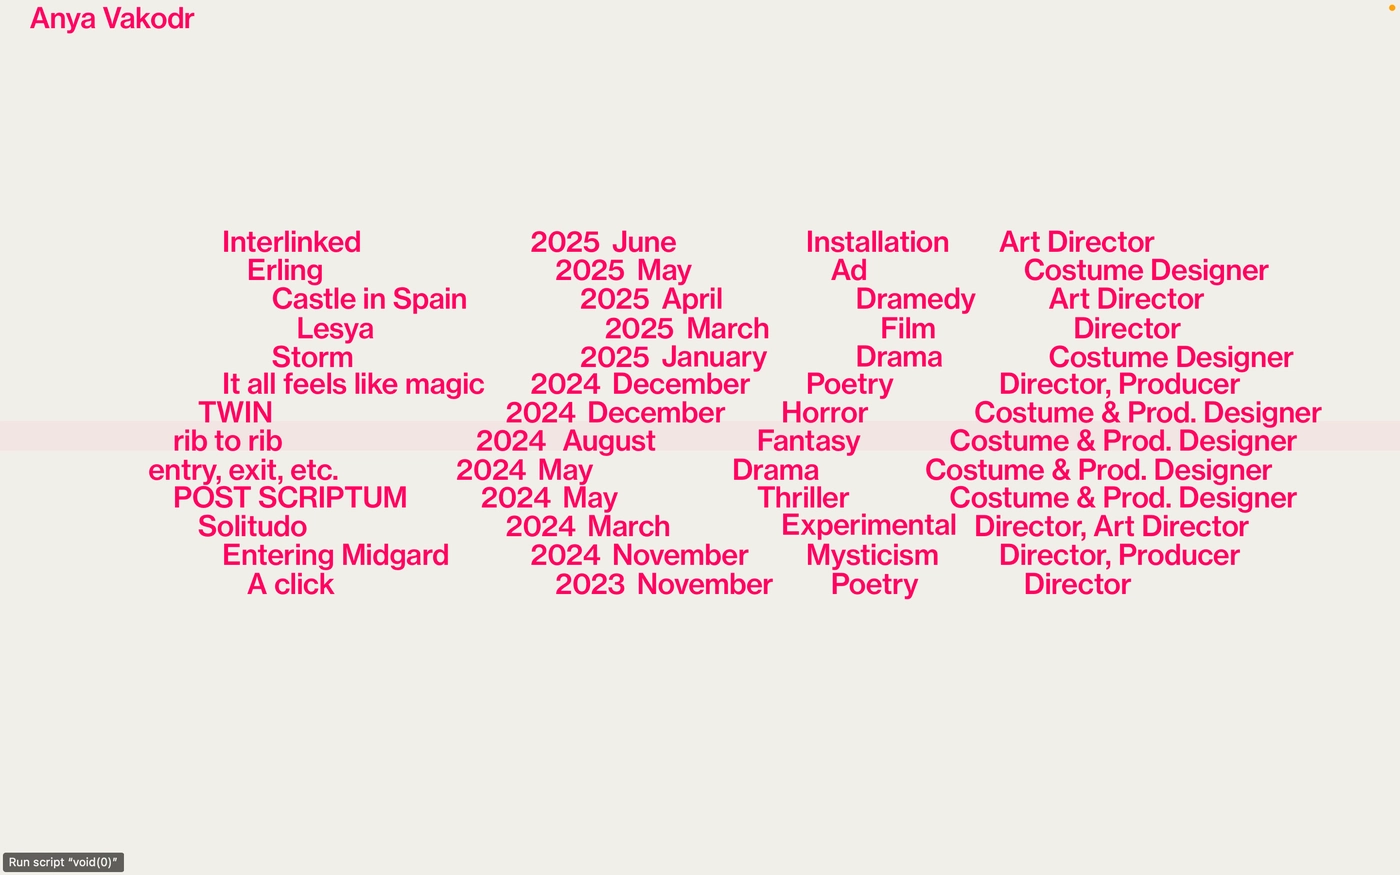 Anya Vakodr
Interlinked 2025 June Installation Art Director
Erling 2025 May Ad Costume Designer
Castle in Spain 2025 April Dramedy Art Director
Lesya 2025 March Film Director
Storm 2025 January Drama Costume Designer
It all feels like magic 2024 December Poetry Director, Producer
TWIN 2024 December Horror Costume & Prod. Designer
rib to rib 2024 August Fantasy Costume & Prod. Designer
entry, exit, etc. 2024 May Drama Costume & Prod. Designer
POST SCRIPTUM 2024 May Thriller Costume & Prod. Designer
Solitudo 2024 March Experimental Director, Art Director
Entering Midgard 2024 November Mysticism Director, Producer
A click 2023 November Poetry Director
Run script "void(0)"